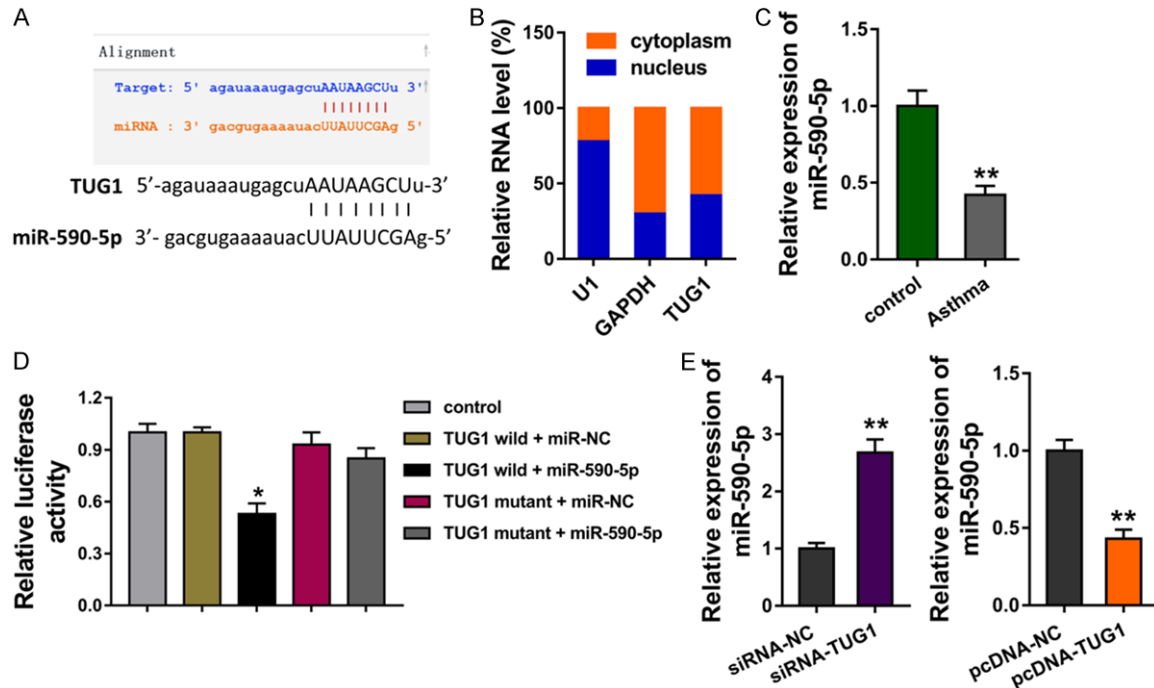 A
Alignment
Target: 5' agauaaaugagcuAAUAAGCUu 3'
miRNA : 3' gacgugaaaauacUUAUUCGAg 5'
TUG1 5'-agauaaaugagcuAAUAAGCUu-3'
miR-590-5p 3'- gacgugaaaauacUUAUUCGAg-5'
B
Relative RNA level (%)
cytoplasm
nucleus
150
100
50
0
U1
GAPDH
TUG1
C
Relative expression of
miR-590-5p
1.5
1.0
0.5
0.0
**
control
Asthma
D
Relative luciferase
activity
1.2
0.9
0.6
0.3
0.0
*
control
TUG1 wild + miR-NC
TUG1 wild + miR-590-5p
TUG1 mutant + miR-NC
TUG1 mutant + miR-590-5p
E
Relative expression of
miR-590-5p
4
3
2
1
0
**
siRNA-NC
siRNA-TUG1
Relative expression of
miR-590-5p
1.5
1.0
0.5
0.0
**
pcDNA-NC
pcDNA-TUG1